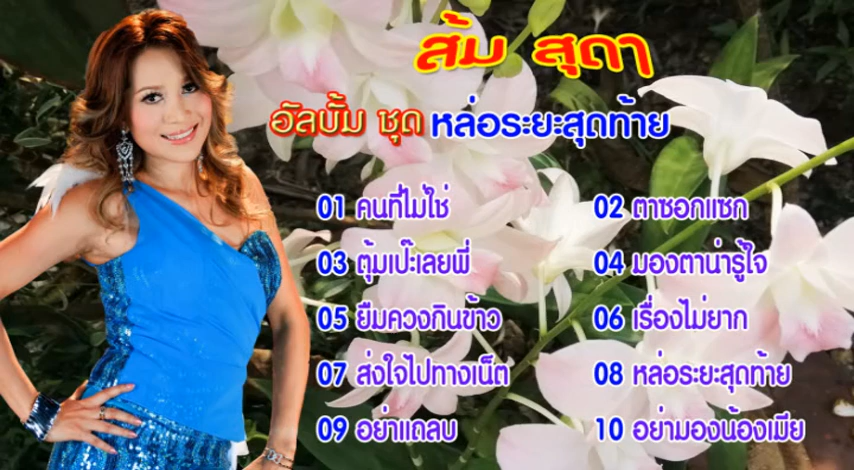 ส้ม สุดา
อัลบั้ม ชุด หล่อระยะสุดท้าย
01 คนที่ไม่ใช่
02 ตาซอกแซก
03 ตุ้มเป๊ะเลยพี่
04 มองตาน่ารู้ใจ
05 ยืมควงกินข้าว
06 เรื่องไม่ยาก
07 ส่งใจไปทางเน็ต
08 หล่อระยะสุดท้าย
09 อย่าแถลบ
10 อย่ามองน้องเมีย